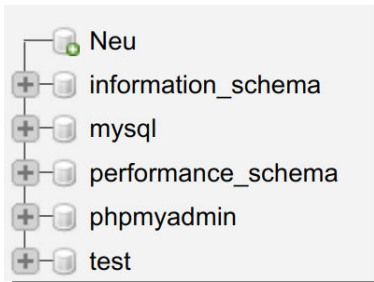 Neu
information_schema
mysql
performance_schema
phpmyadmin
test